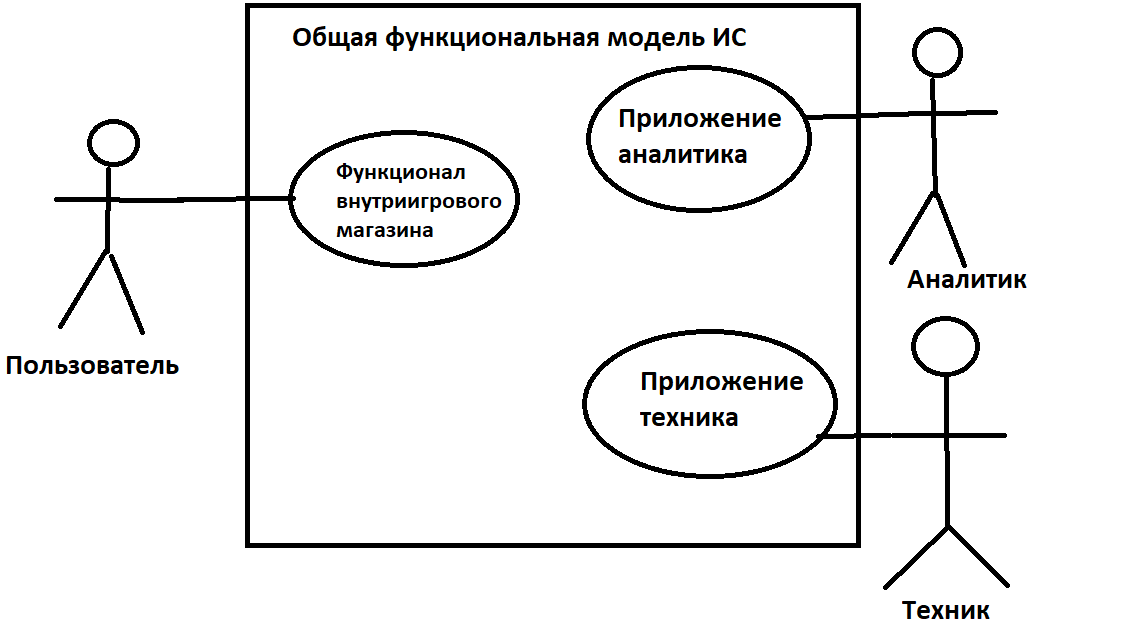 Общая функциональная модель ИС
Приложение
аналитика
Функционал
внутриигрового
магазина
Аналитик
Пользователь
Приложение
техника
Техник